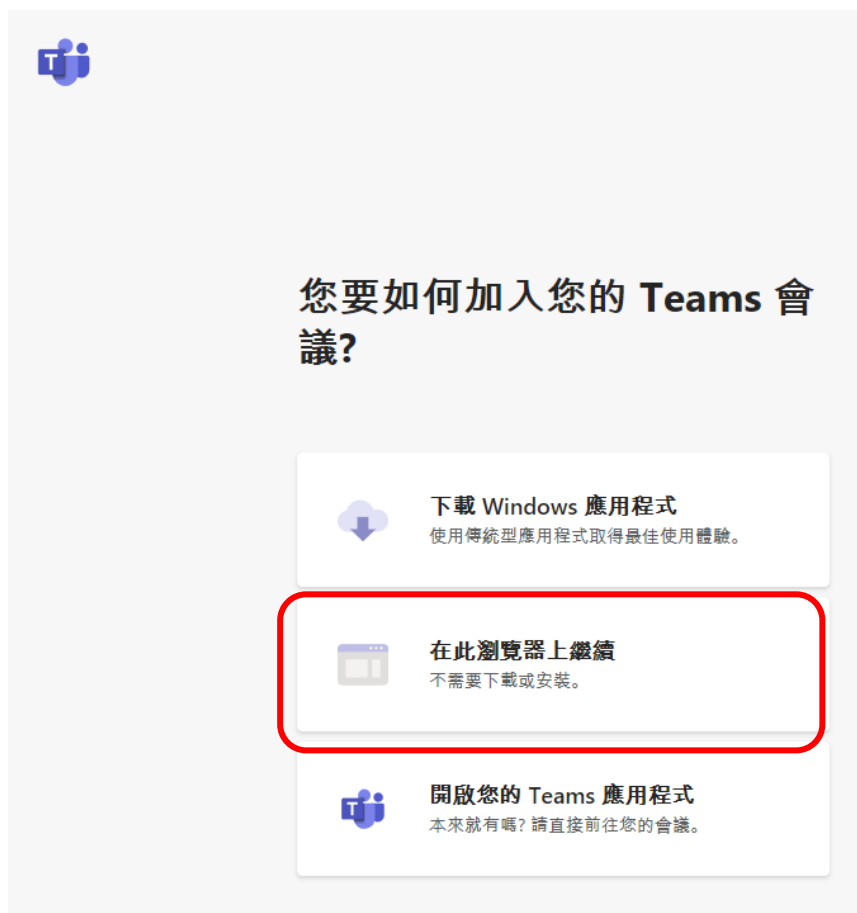 您要如何加入您的 Teams 會
議?
下載 Windows 應用程式
使用傳統型應用程式取得最佳使用體驗。
在此瀏覽器上繼續
不需要下載或安裝。
開啟您的 Teams 應用程式
本來就有嗎? 請直接前往您的會議。